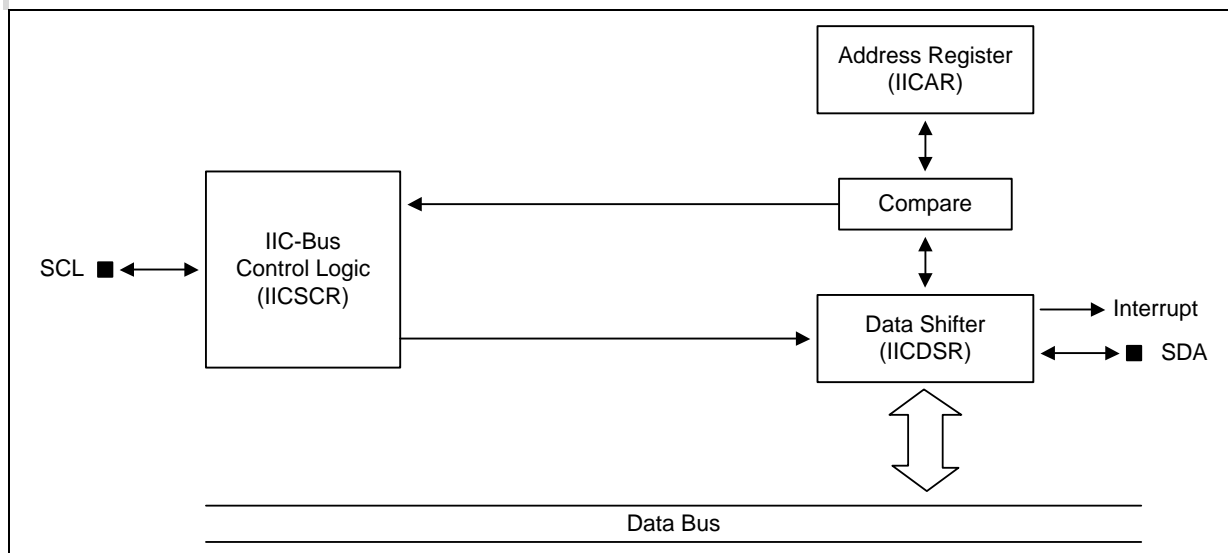 Address Register
(IICAR)
Compare
IIC-Bus
Control Logic
(IICSCR)
SCL
Data Shifter
(IICDSR)
Interrupt
SDA
Data Bus